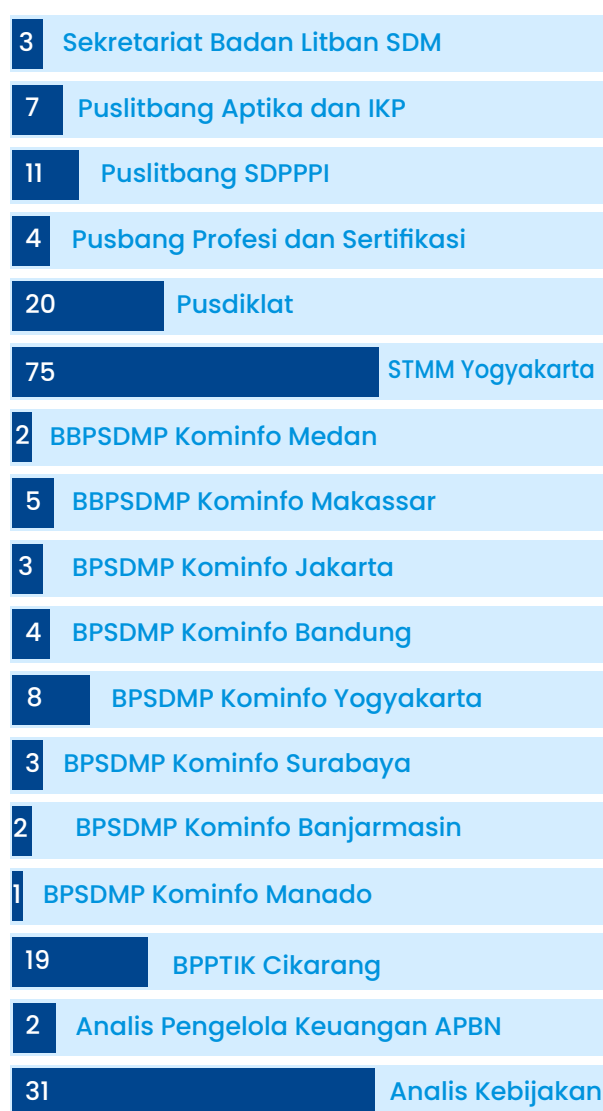 3 Sekretariat Badan Litban SDM
7 Puslitbang Aptika dan IKP
11 Puslitbang SDPPPI
4 Pusbang Profesi dan Sertifikasi
20 Pusdiklat
75 STMM Yogyakarta
2 BBPSDMP Kominfo Medan
5 BBPSDMP Kominfo Makassar
3 BPSDMP Kominfo Jakarta
4 BPSDMP Kominfo Bandung
8 BPSDMP Kominfo Yogyakarta
3 BPSDMP Kominfo Surabaya
2 BPSDMP Kominfo Banjarmasin
1 BPSDMP Kominfo Manado
19 BPPTIK Cikarang
2 Analis Pengelola Keuangan APBN
31 Analis Kebijakan